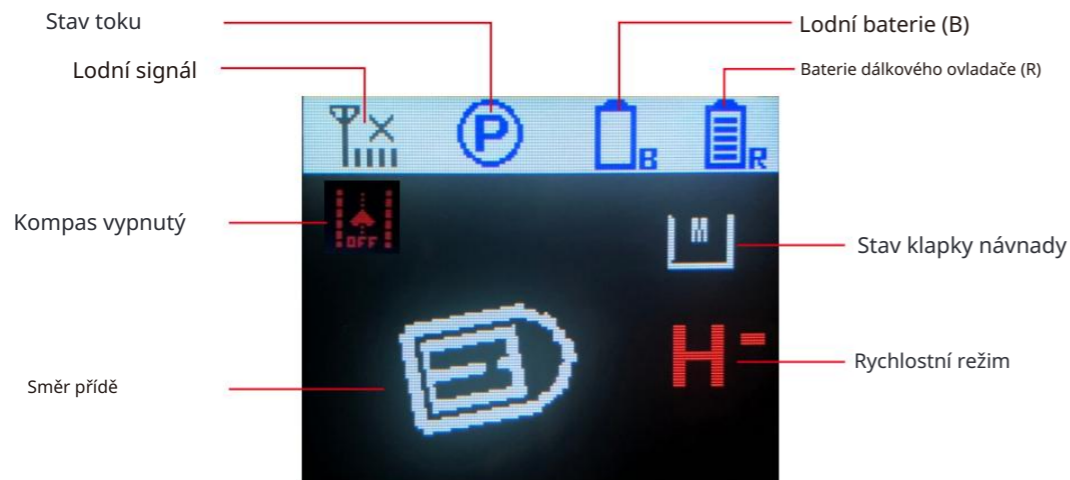 Stav toku
Lodní baterie (B)
Lodní signál
Baterie dálkového ovladače (R)
P
B
R
Kompas vypnutý
OFF
M
Stav klapky návnady
H-
Rychlostní režim
Směr přídě